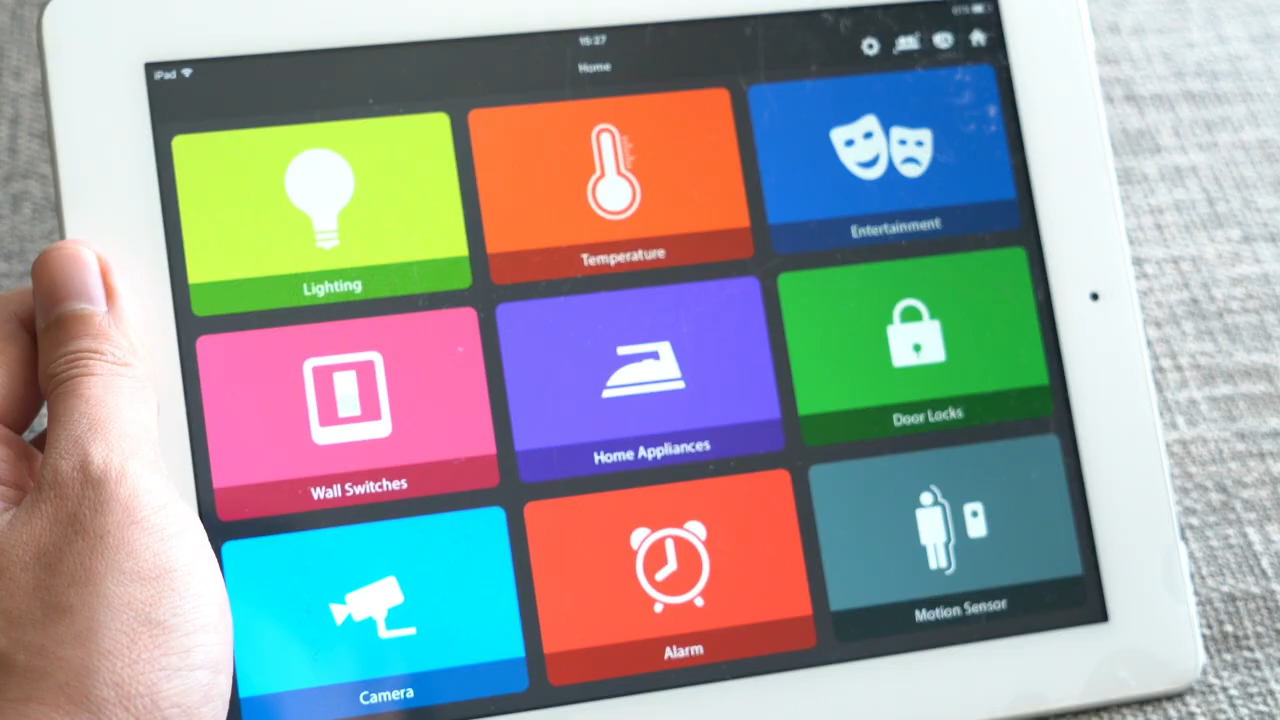 iPad
15:27
Home
Lighting
Temperature
Entertainment
Wall Switches
Home Appliances
Door Locks
Camera
Alarm
Motion Sensor